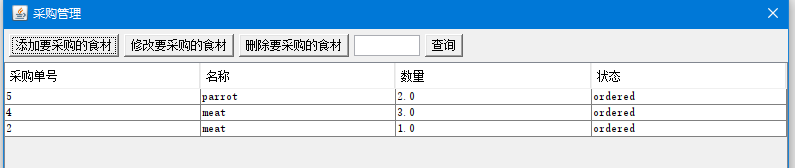 采购管理
添加要采购的食材 修改要采购的食材 删除要采购的食材 查询
采购单号 名称 数量 状态
5 parrot 2.0 ordered
4 meat 3.0 ordered
2 meat 1.0 ordered